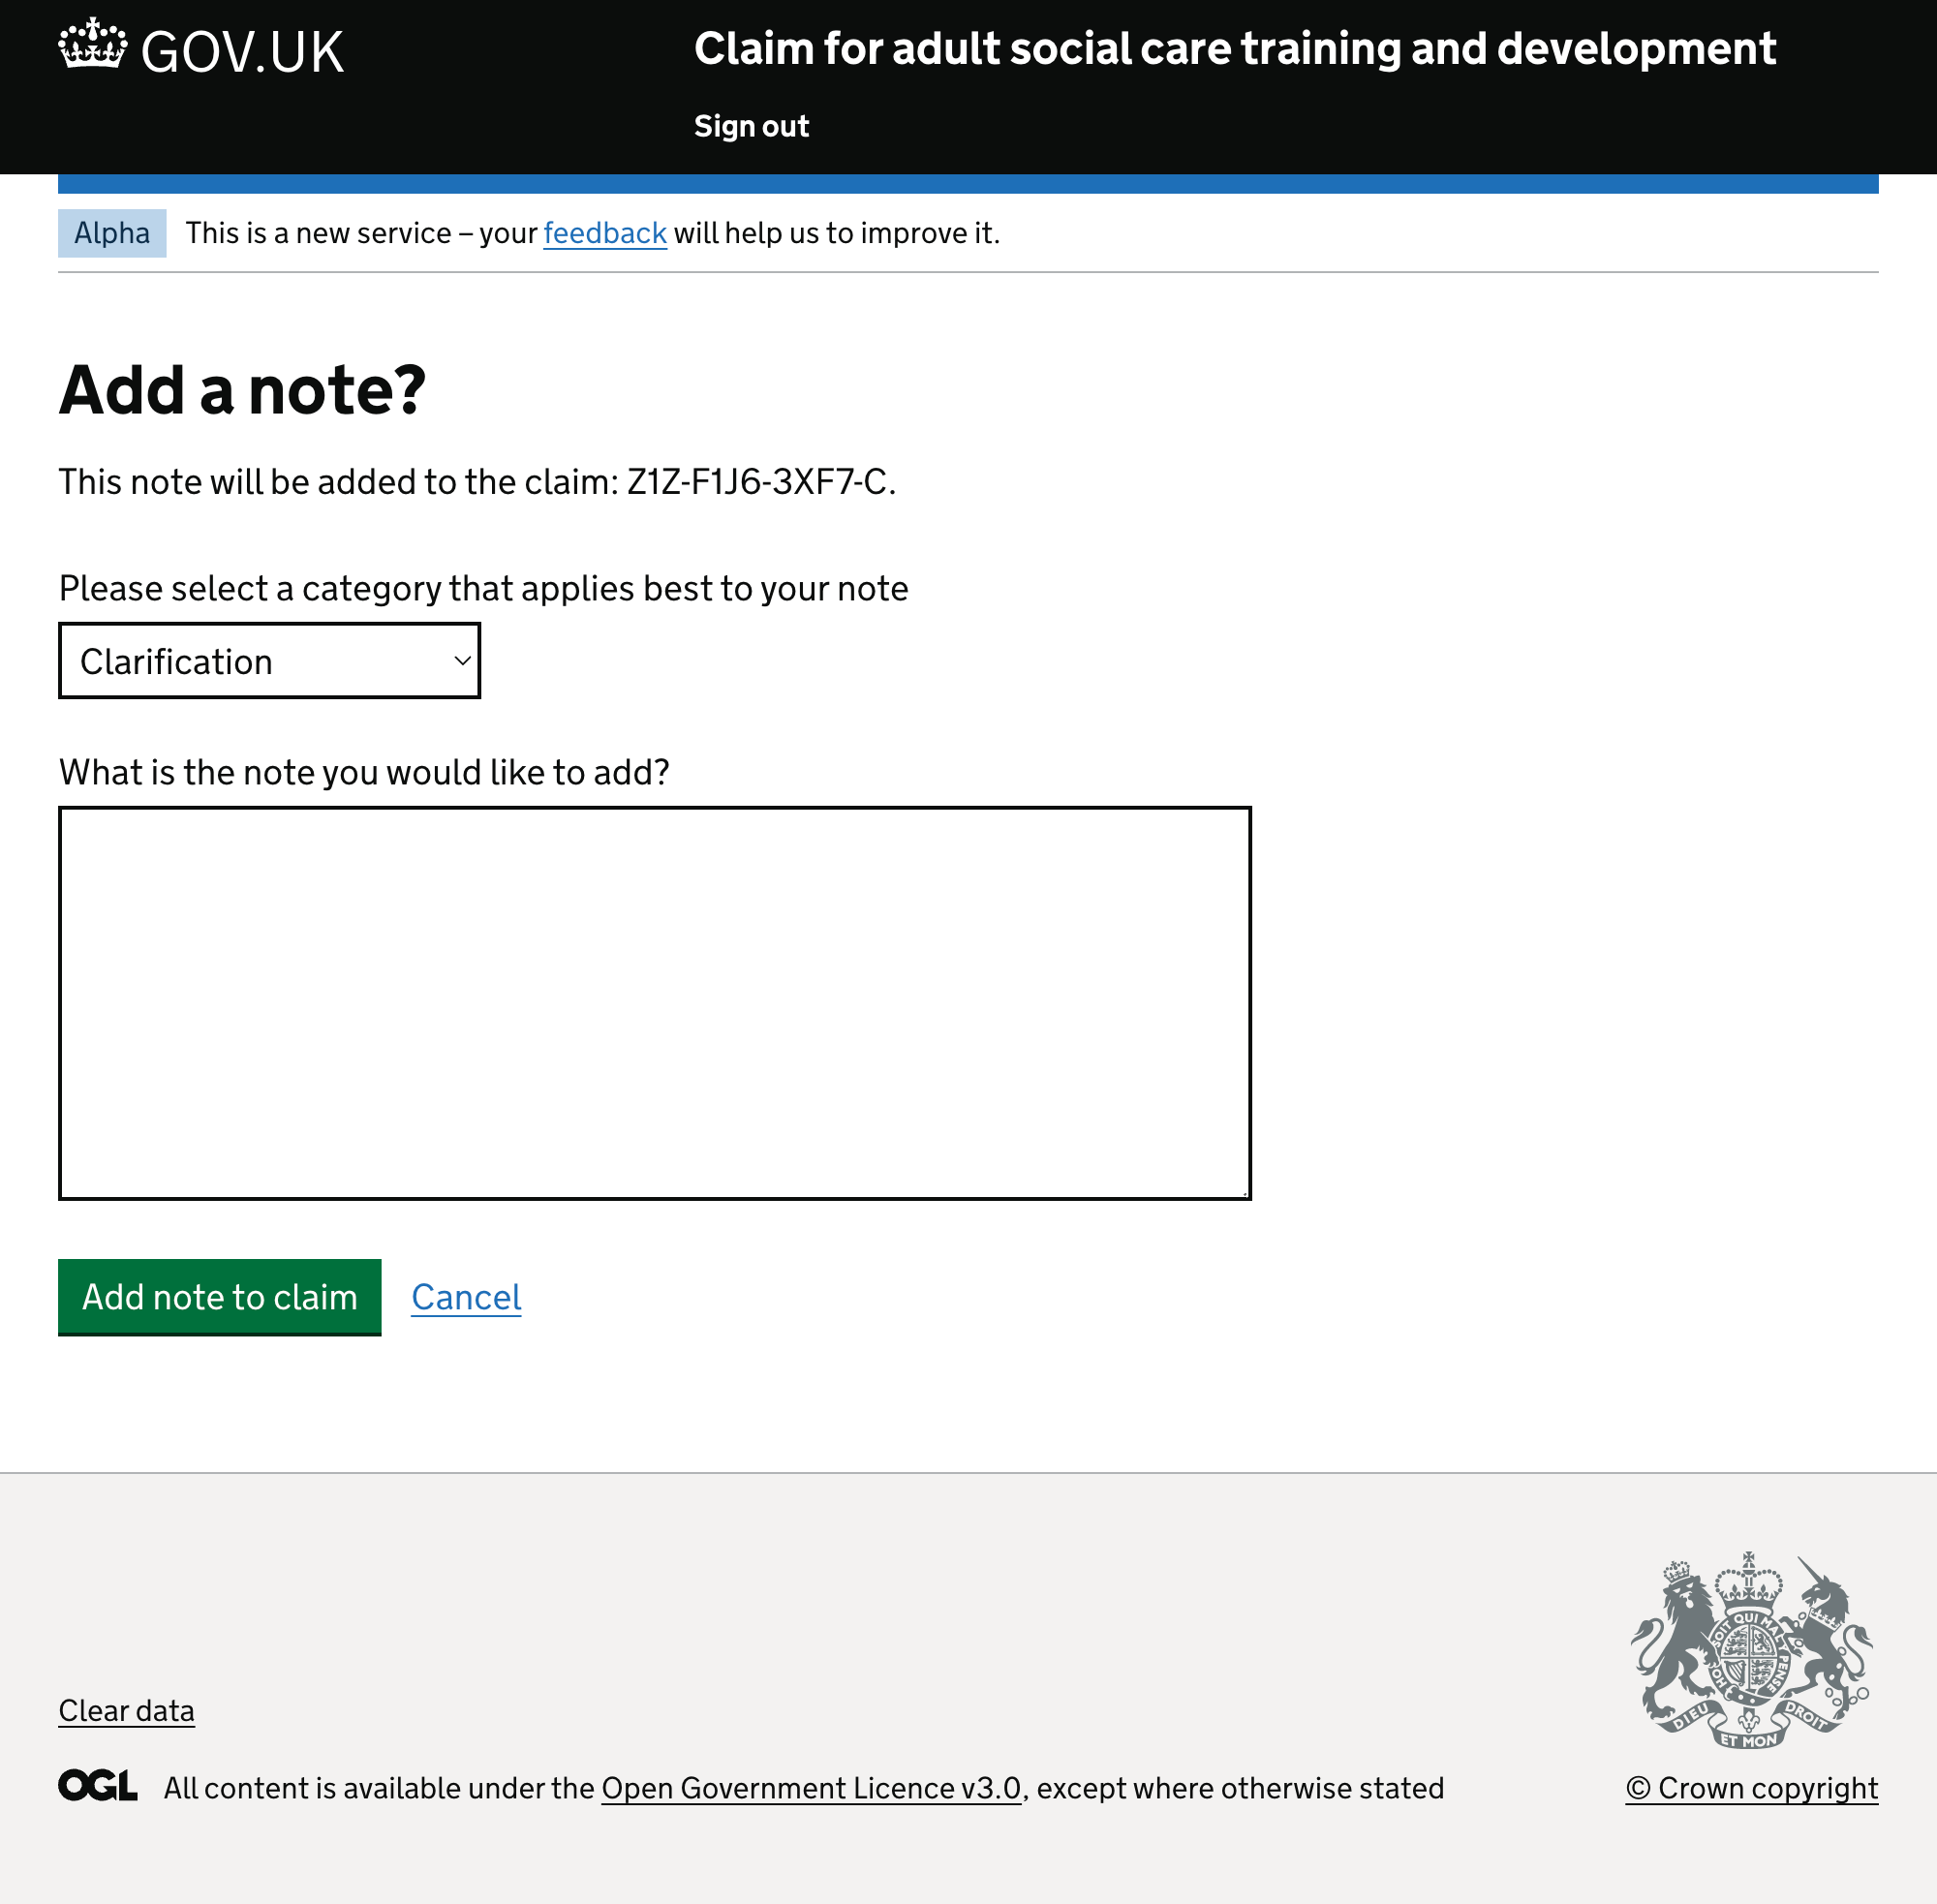 GOV.UK
Claim for adult social care training and development
Sign out
Alpha This is a new service – your feedback will help us to improve it.
Add a note?
This note will be added to the claim: Z1Z-F1J6-3XF7-C.
Please select a category that applies best to your note
Clarification
What is the note you would like to add?
Add note to claim Cancel
SOIT QUI MAL
PENSE
HON
DIEU ET MON DROIT
Clear data
OGL All content is available under the Open Government Licence v3.0, except where otherwise stated
© Crown copyright